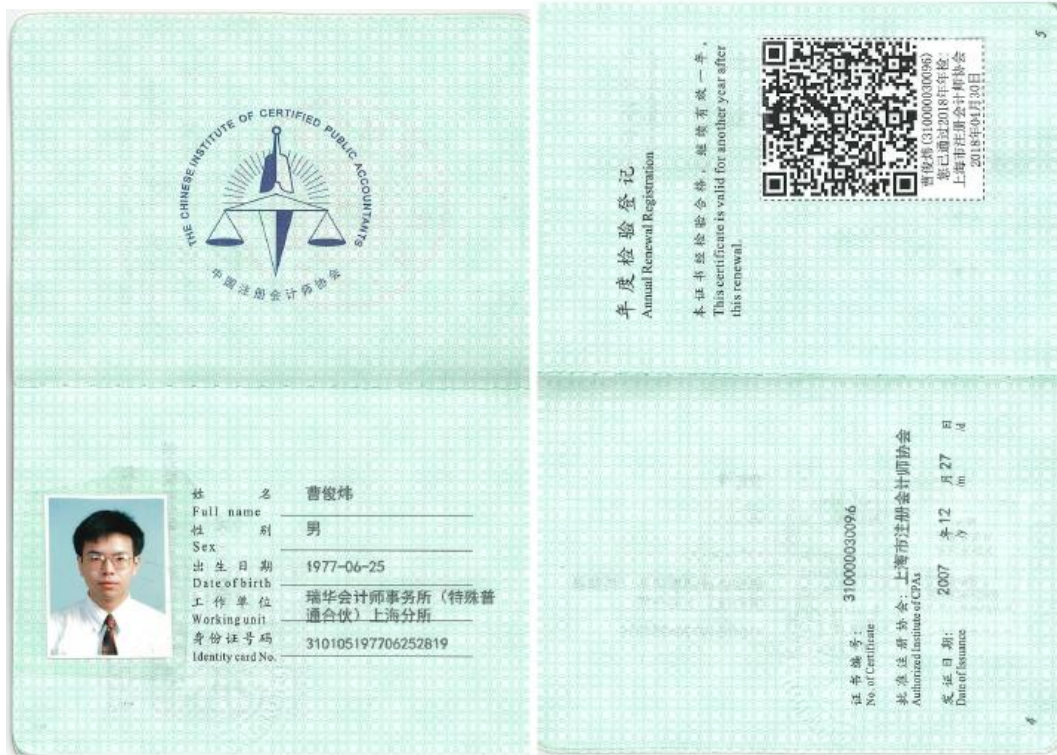 THE CHINESE INSTITUTE OF CERTIFIED PUBLIC ACCOUNTANTS
中国注册会计师协会
姓 名 曹俊炜
Full name
性 别 男
Sex
出生日期 1977-06-25
Date of birth
工作单位 瑞华会计师事务所（特殊普
Working unit 通合伙）上海分所
身份证号码 310105197706252819
Identity card No.
年度检验登记
Annual Renewal Registration
本证书经检验合格，继续有效一年。
This certificate is valid for another year after
this renewal.
曹俊炜(310000030096)
您已通过2018年年检
上海市注册会计师协会
2018年04月30日
5
证书编号： 310000030096
No. of Certificate
批准注册协会：上海市注册会计师协会
Authorized Institute of CPAs
发证日期： 2007 年 12 月 27 日
Date of Issuance /y /m /d
4